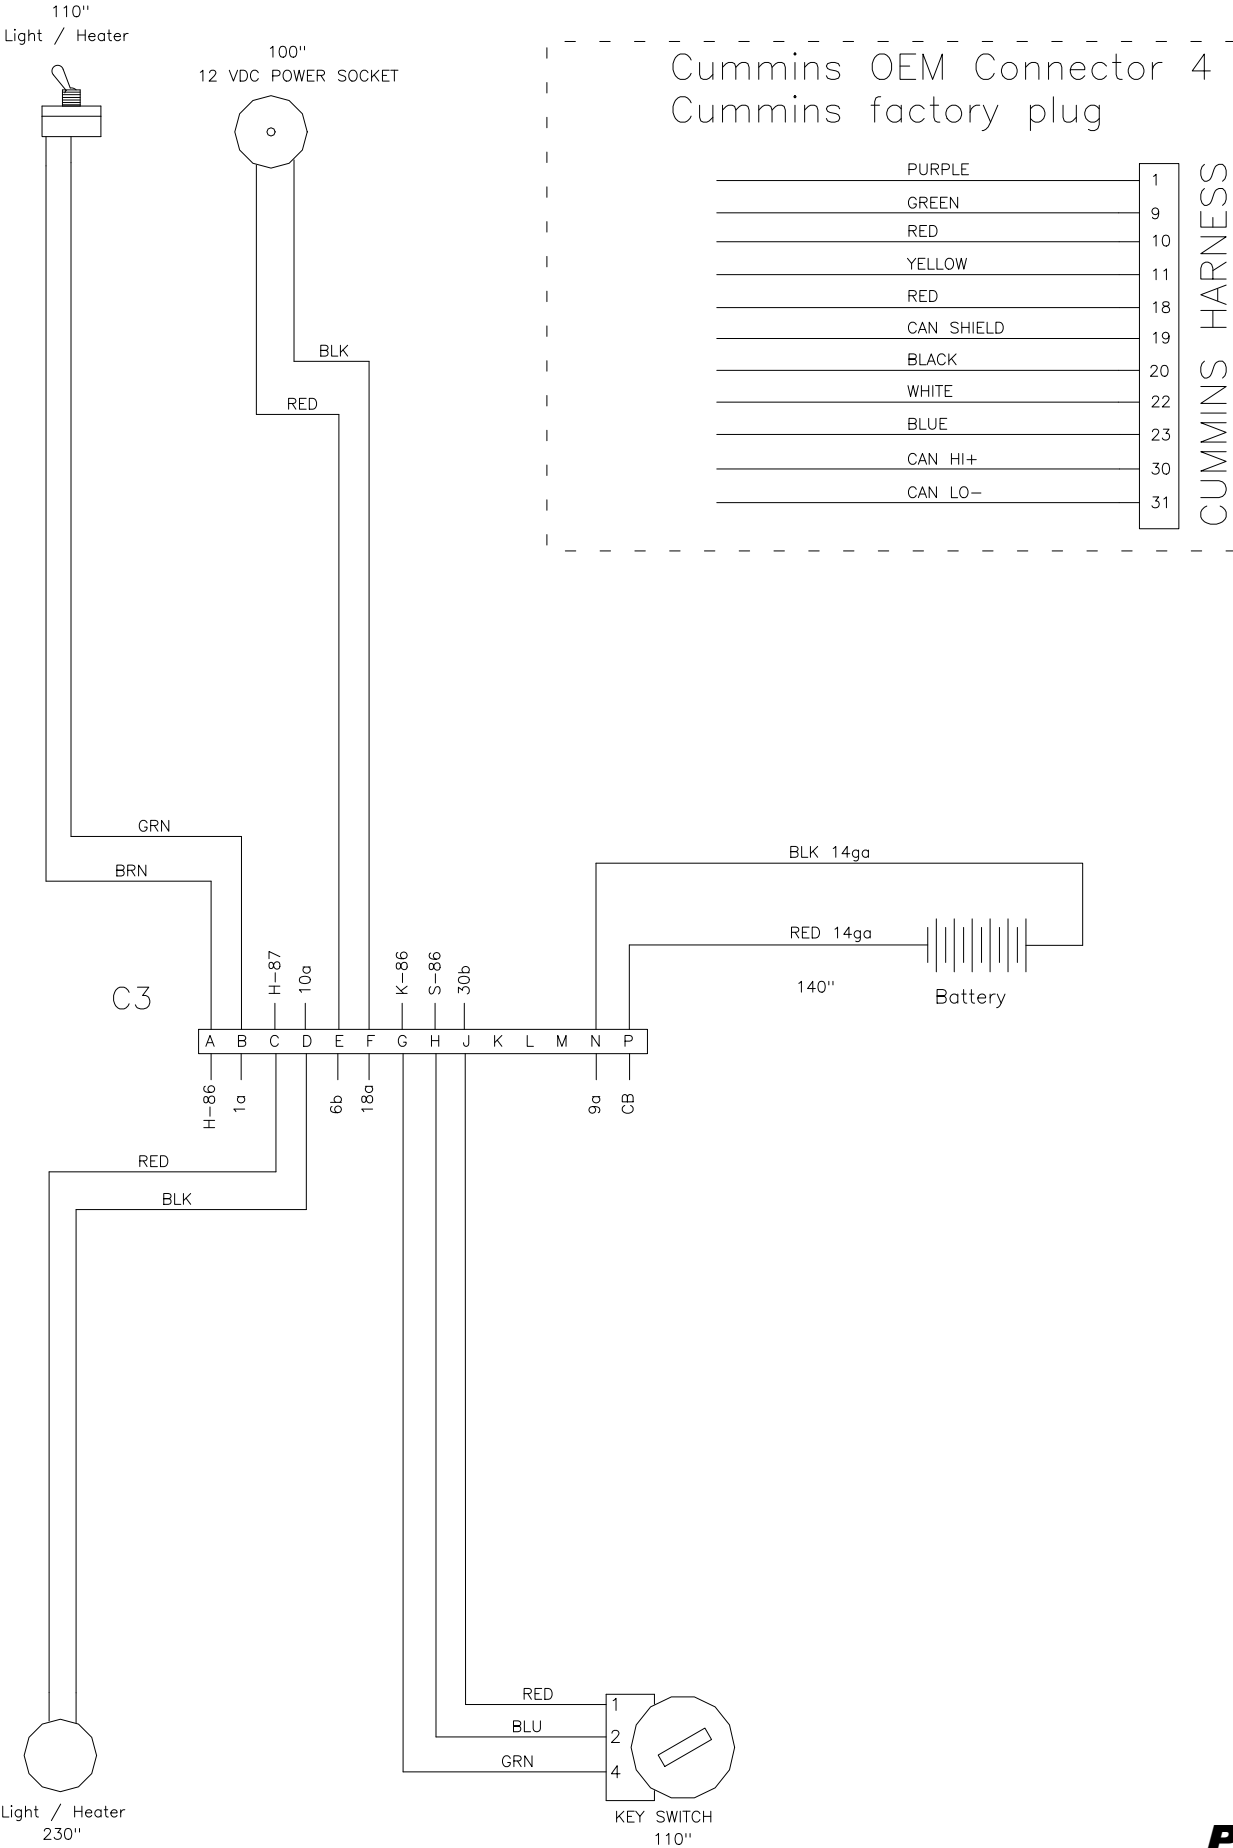 110"
Light / Heater
100"
12 VDC POWER SOCKET
Cummins OEM Connector 4
Cummins factory plug
PURPLE 1
GREEN 9
RED 10
YELLOW 11
RED 18
CAN SHIELD 19
BLACK 20
WHITE 22
BLUE 23
CAN HI+ 30
CAN LO- 31
CUMMINS HARNESS
BLK
RED
GRN
BRN
BLK 14ga
RED 14ga
140"
Battery
C3
H-87 10a K-86 S-86 30b
A B C D E F G H J K L M N P
H-86 1a 6b 18a 9a CB
RED
BLK
RED 1
BLU 2
GRN 4
KEY SWITCH
110"
Light / Heater
230"